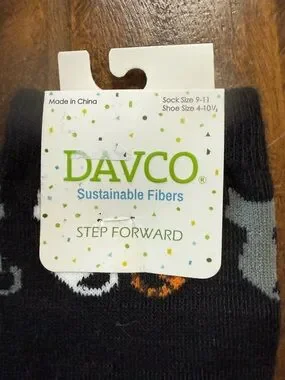 Made in China
Sock Size 9-11
Shoe Size 4-10½
DAVCO®
Sustainable Fibers
STEP FORWARD